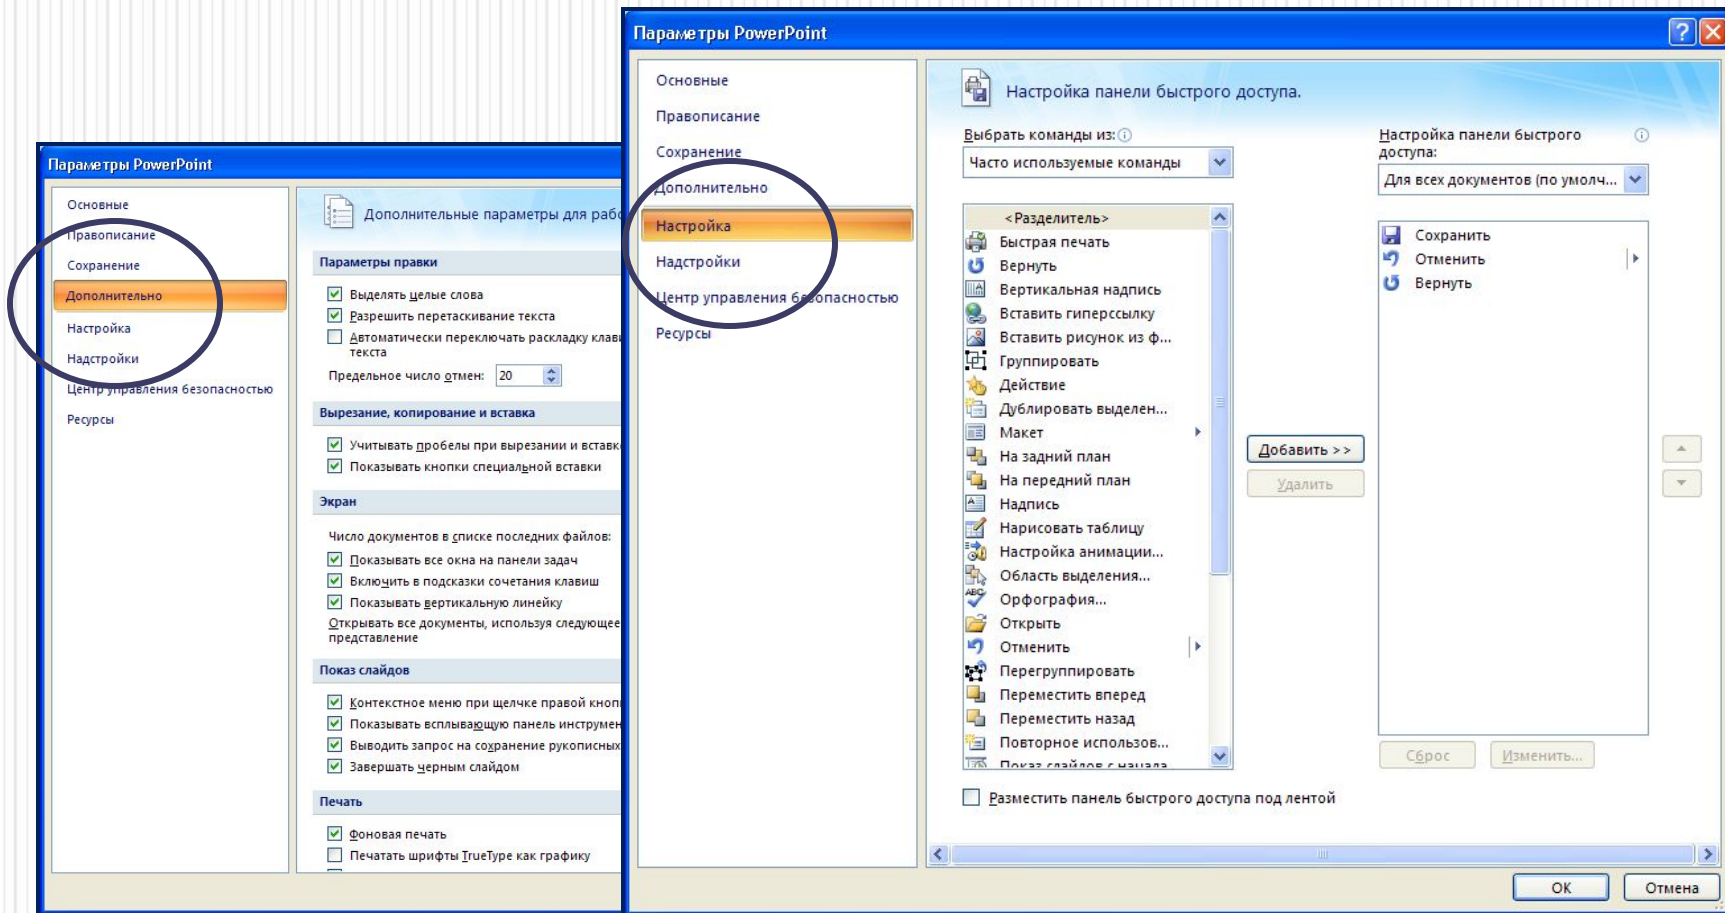 Параметры PowerPoint
Основные
Правописание
Сохранение
Дополнительно
Настройка
Надстройки
Центр управления безопасностью
Ресурсы
Дополнительные параметры для рабо
Параметры правки
Выделять целые слова
Разрешить перетаскивание текста
Автоматически переключать раскладку клави
текста
Предельное число отмен: 20
Вырезание, копирование и вставка
Учитывать пробелы при вырезании и вставк
Показывать кнопки специальной вставки
Экран
Число документов в списке последних файлов:
Показывать все окна на панели задач
Включить в подсказки сочетания клавиш
Показывать вертикальную линейку
Открывать все документы, используя следующее
представление
Показ слайдов
Контекстное меню при щелчке правой кноп
Показывать всплывающую панель инструмен
Выводить запрос на сохранение рукописных
Завершать черным слайдом
Печать
Фоновая печать
Печатать шрифты TrueType как графику
Параметры PowerPoint
Основные
Правописание
Сохранение
Дополнительно
Настройка
Надстройки
Центр управления безопасностью
Ресурсы
Настройка панели быстрого доступа.
Выбрать команды из:
Часто используемые команды
<Разделитель>
Быстрая печать
Вернуть
Вертикальная надпись
Вставить гиперссылку
Вставить рисунок из ф...
Группировать
Действие
Дублировать выделен...
Макет
На задний план
На передний план
Надпись
Нарисовать таблицу
Настройка анимации...
Область выделения...
Орфография...
Открыть
Отменить
Перегруппировать
Переместить вперед
Переместить назад
Повторное использов...
Показ слайдов с начала
Добавить >>
Удалить
Настройка панели быстрого
доступа:
Для всех документов (по умолч...
Сохранить
Отменить
Вернуть
Сброс
Изменить...
Разместить панель быстрого доступа под лентой
ОК
Отмена